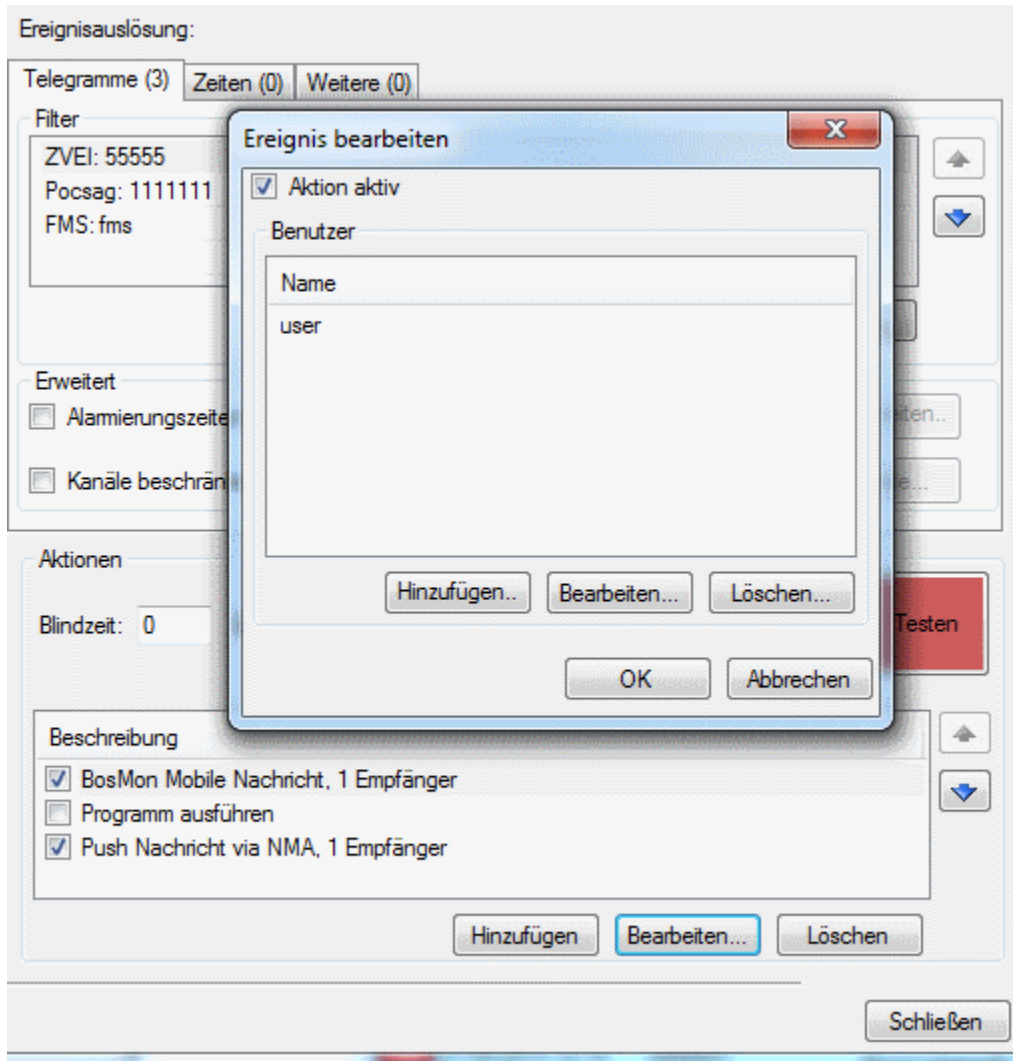 Ereignisauslösung:
Telegramme (3) Zeiten (0) Weitere (0)
Filter
ZVEI: 55555
Pocsag: 1111111
FMS: fms
Erweitert
Alarmierungszeite
Kanäle beschrän
Ereignis bearbeiten
Aktion aktiv
Benutzer
Name
user
Hinzufügen.. Bearbeiten... Löschen...
OK Abbrechen
Aktionen
Blindzeit: 0
Testen
Beschreibung
BosMon Mobile Nachricht, 1 Empfänger
Programm ausführen
Push Nachricht via NMA, 1 Empfänger
Hinzufügen Bearbeiten... Löschen
Schließen